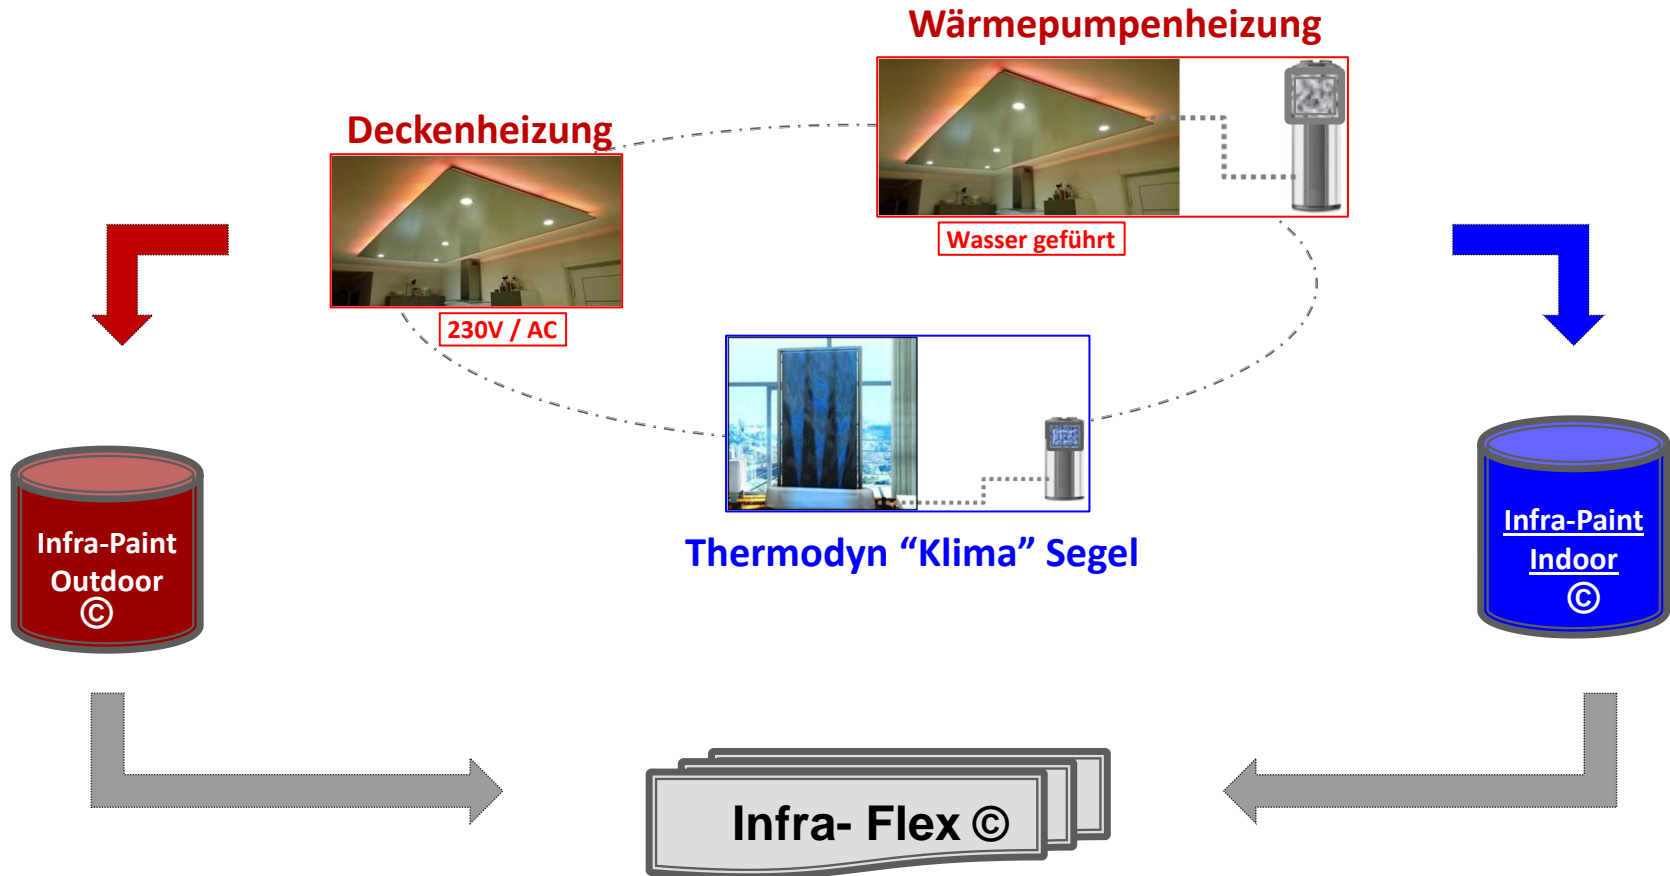 Wärmepumpenheizung
Deckenheizung
Wasser geführt
230V / AC
Thermodyn “Klima” Segel
Infra-Paint
Outdoor
©
Infra-Paint
Indoor
©
Infra- Flex ©